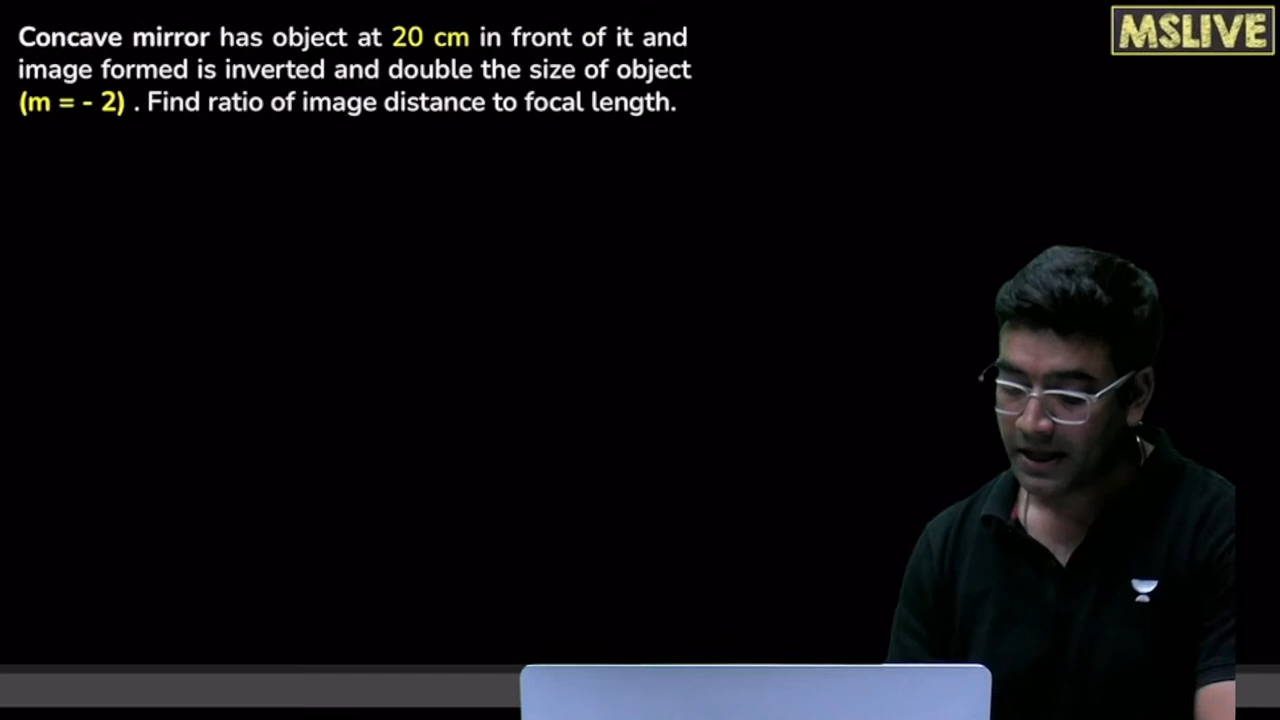 Concave mirror has object at 20 cm in front of it and
image formed is inverted and double the size of object
(m = - 2) . Find ratio of image distance to focal length.
MSLIVE